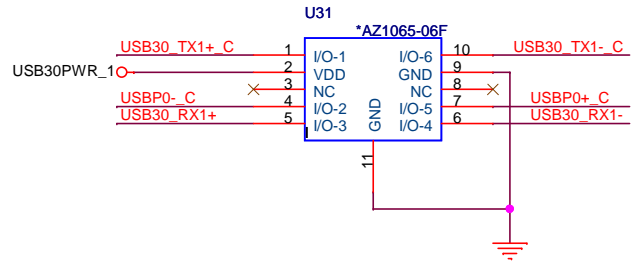 U31
*AZ1065-06F
USB30_TX1+_C 1 I/O-1 I/O-6 10 USB30_TX1-_C
USB30PWR_1 2 VDD GND 9
3 NC NC 8
USBP0-_C 4 I/O-2 I/O-5 7 USBP0+_C
USB30_RX1+ 5 I/O-3 I/O-4 6 USB30_RX1-
GND
11